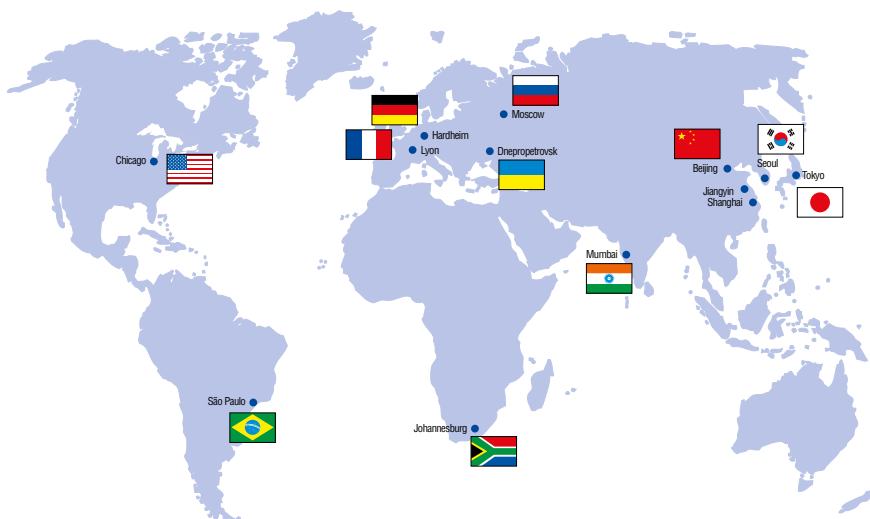 Moscow
Hardheim
Lyon
Dnepropetrovsk
Chicago
Seoul
Beijing
Tokyo
Jiangyin
Shanghai
Mumbai
São Paulo
Johannesburg